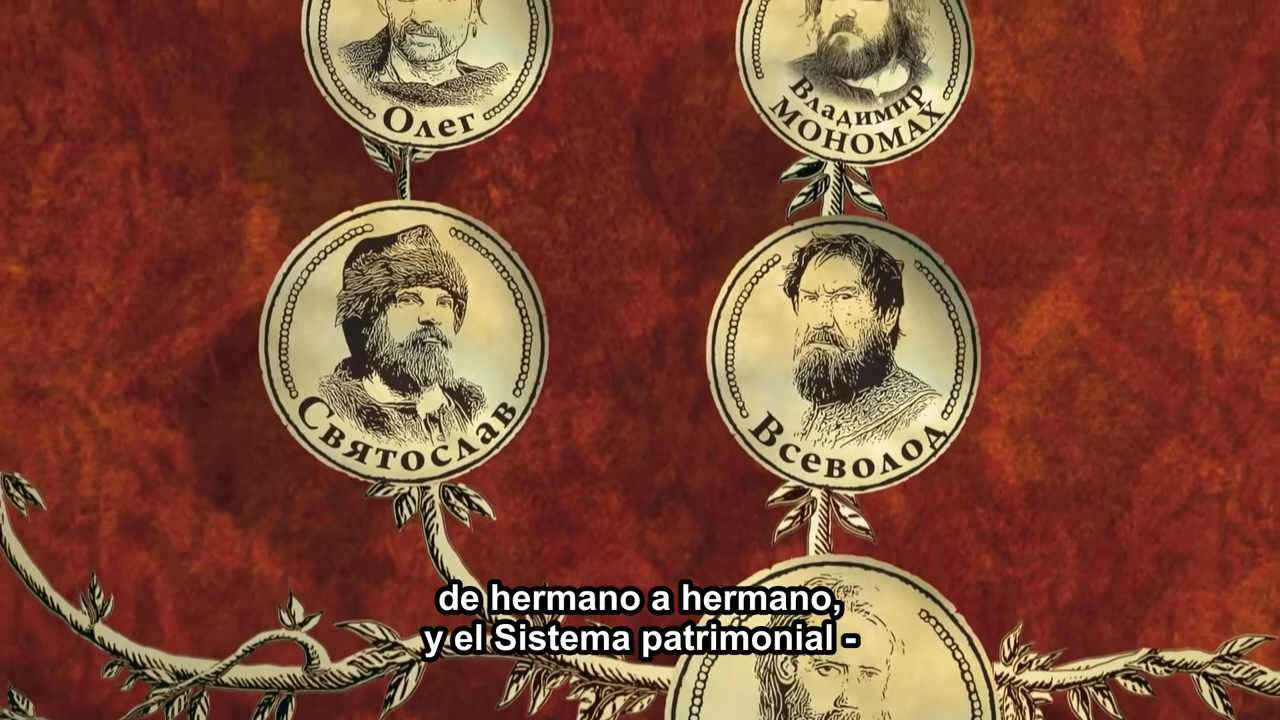 Олег
Владимир
МОНОМАХ
Святослав
Всеволод
de hermano a hermano,
y el Sistema patrimonial -